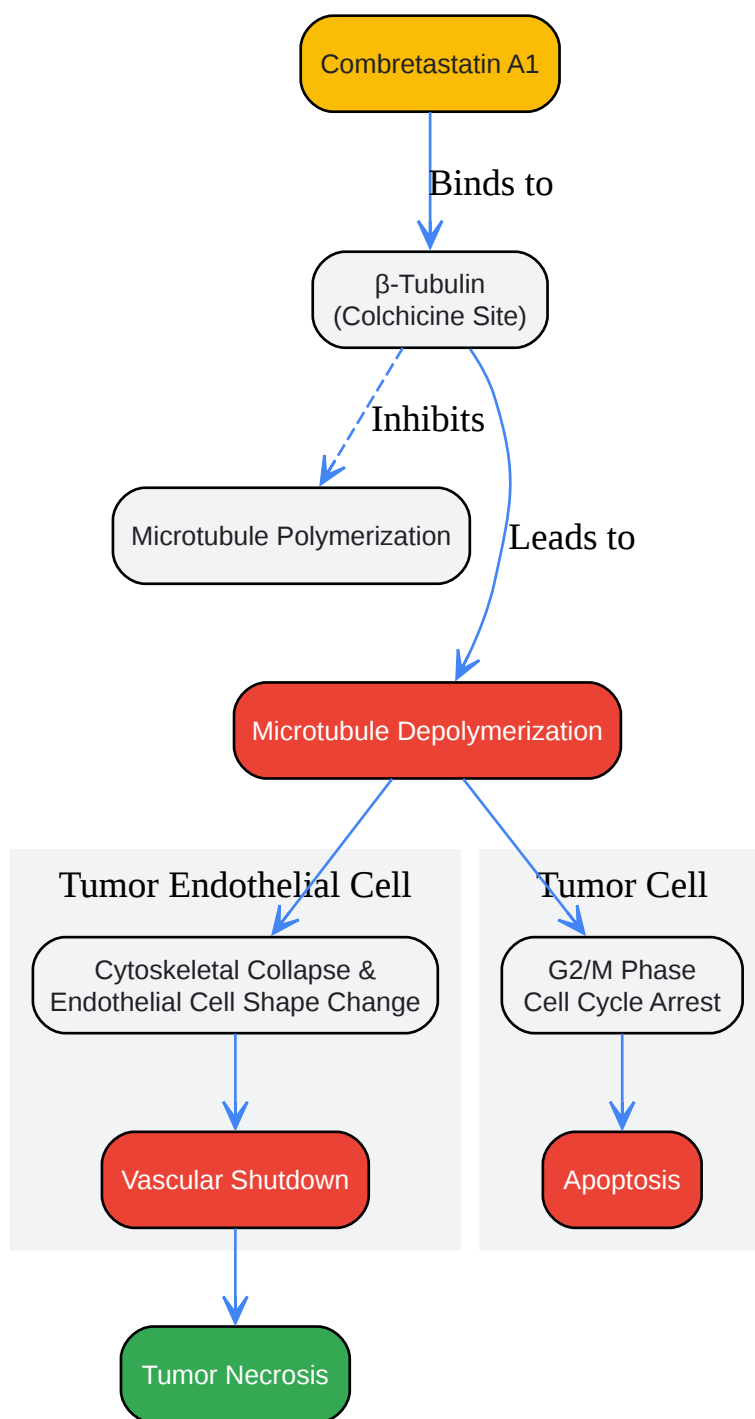 Combretastatin A1
Binds to
β-Tubulin
(Colchicine Site)
Inhibits
Microtubule Polymerization
Leads to
Microtubule Depolymerization
Tumor Endothelial Cell
Cytoskeletal Collapse &
Endothelial Cell Shape Change
Vascular Shutdown
Tumor Cell
G2/M Phase
Cell Cycle Arrest
Apoptosis
Tumor Necrosis